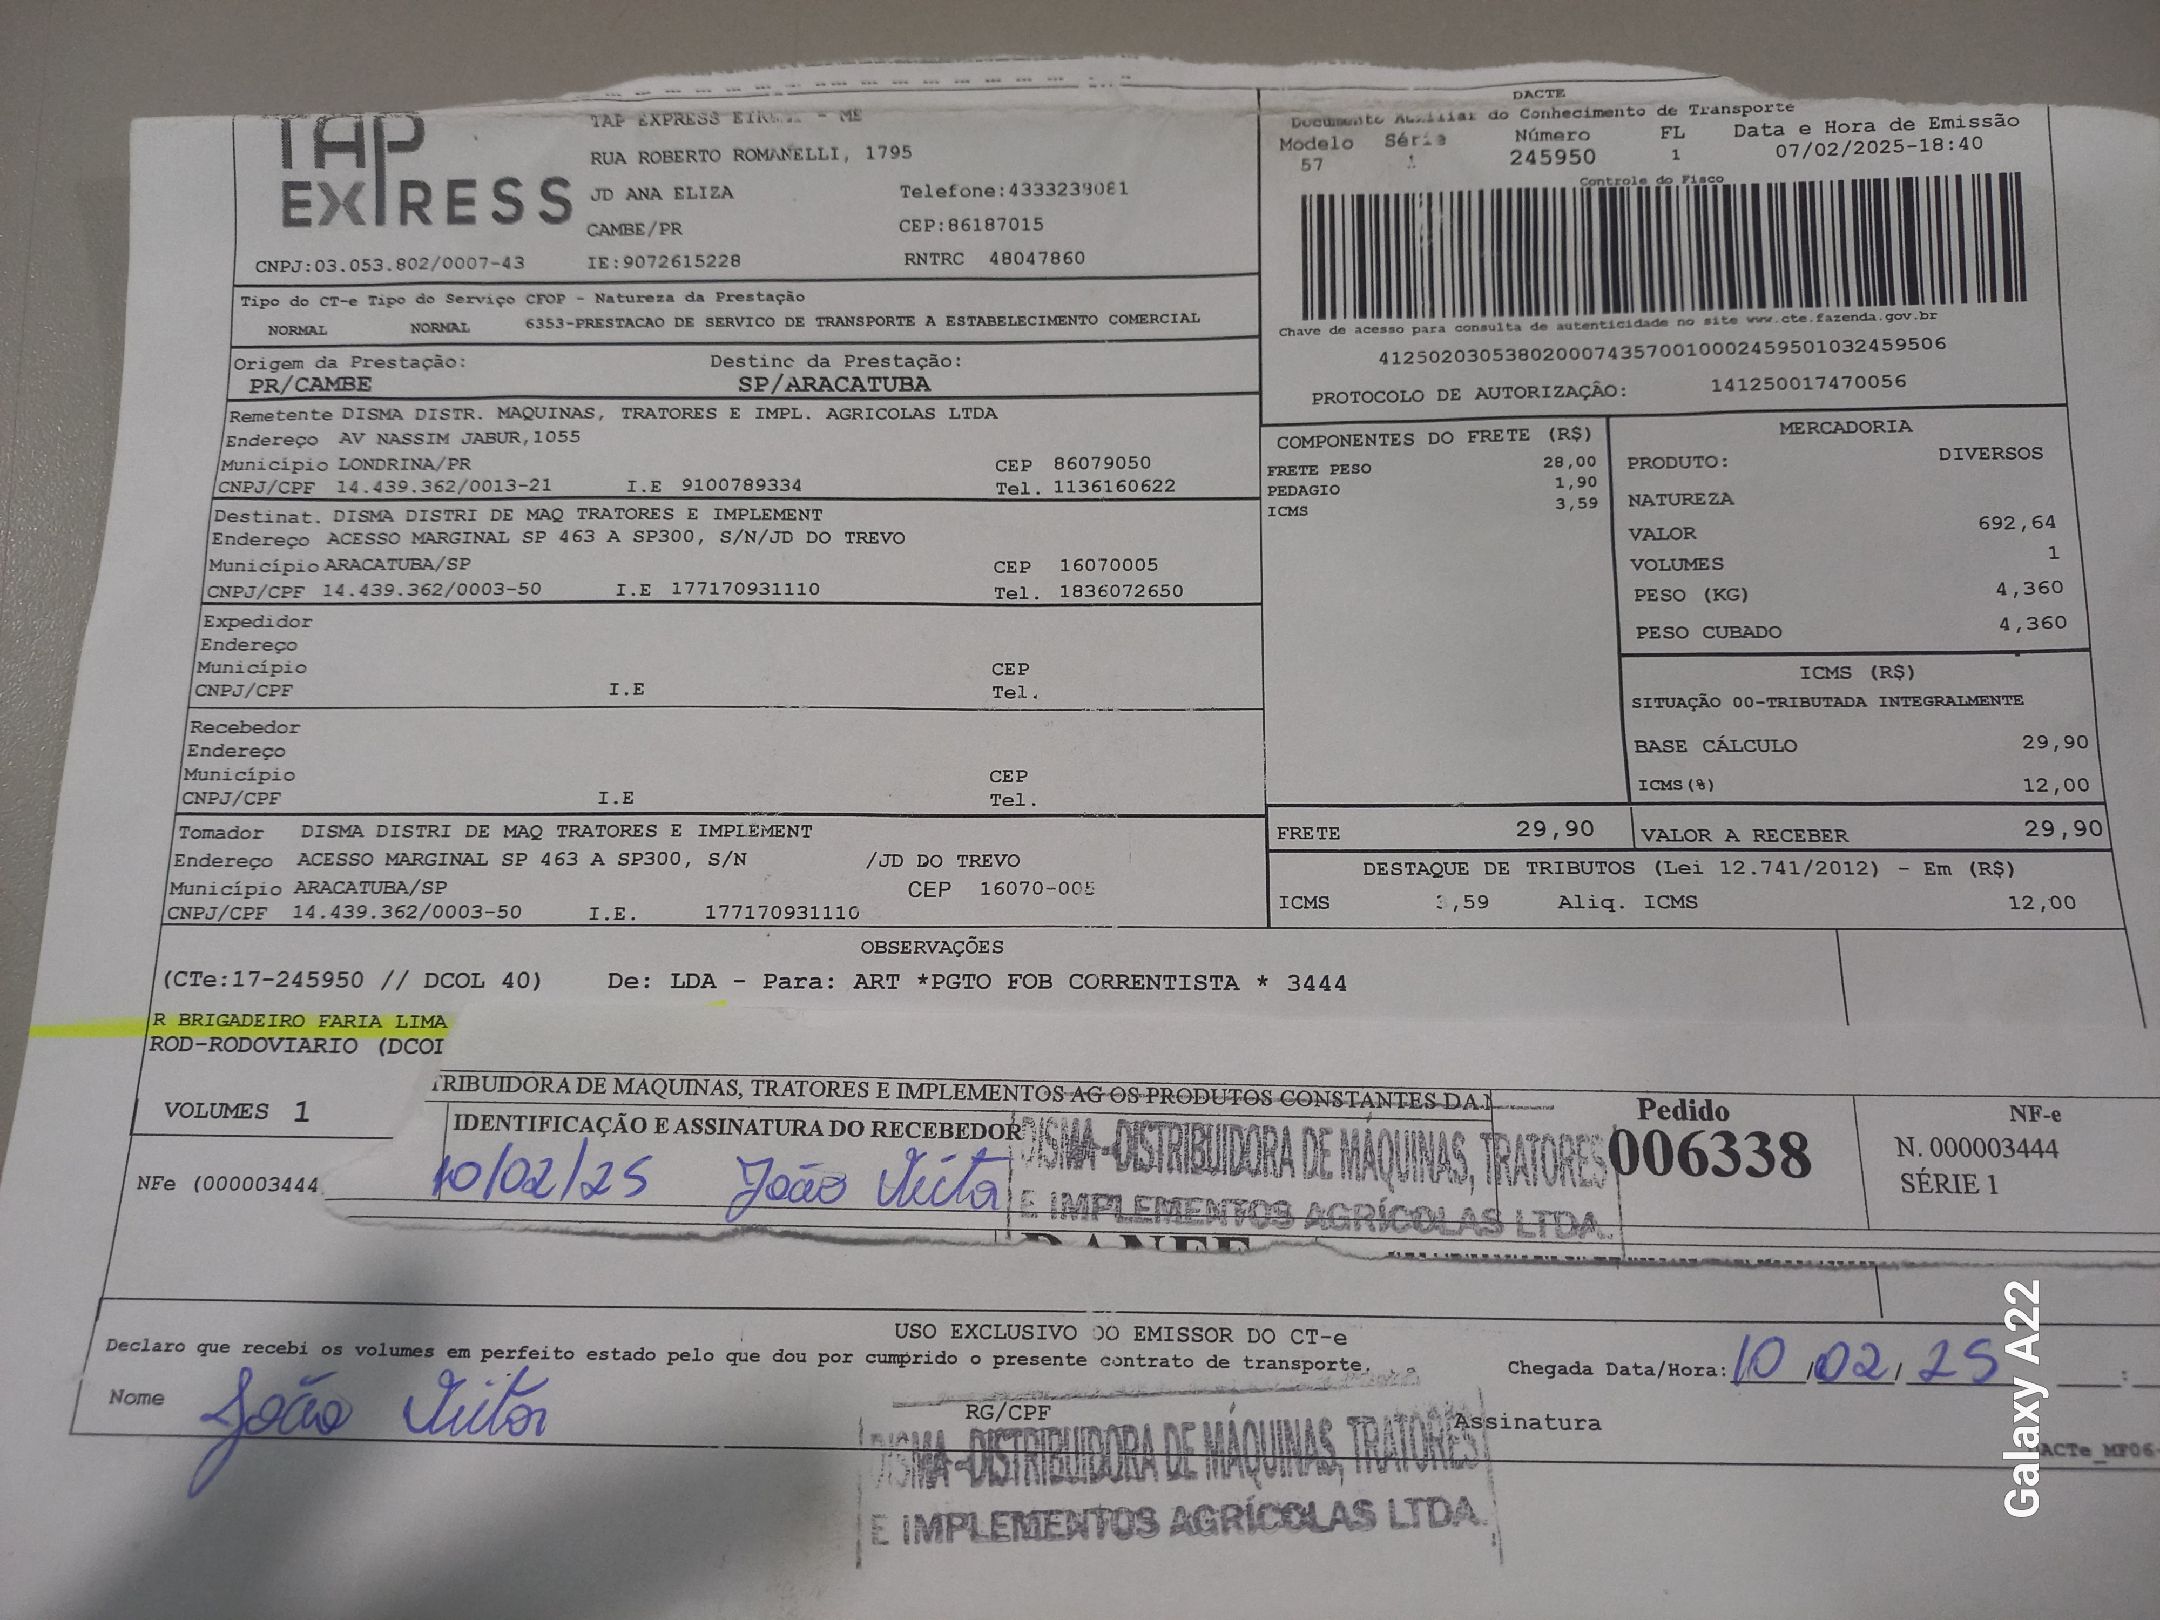 TAP
EXPRESS
TAP EXPRESS - ME
RUA ROBERTO ROMANELLI, 1795
JD ANA ELIZA Telefone:4333239081
CAMBE/PR CEP:86187015
CNPJ:03.053.802/0007-43 IE:9072615228 RNTRC 48047860
DACTE
Documento Auxiliar do Conhecimento de Transporte
Modelo Série Número FL Data e Hora de Emissão
57 1 245950 1 07/02/2025-18:40
Controle do Fisco
Chave de acesso para consulta de autenticidade no site www.cte.fazenda.gov.br
41250203053802000743570010002459501032459506
PROTOCOLO DE AUTORIZAÇÃO: 141250017470056
Tipo do CT-e Tipo do Serviço CFOP - Natureza da Prestação
NORMAL NORMAL 6353-PRESTACAO DE SERVICO DE TRANSPORTE A ESTABELECIMENTO COMERCIAL
Origem da Prestação: Destino da Prestação:
PR/CAMBE SP/ARACATUBA
Remetente DISMA DISTR. MAQUINAS, TRATORES E IMPL. AGRICOLAS LTDA
Endereço AV NASSIM JABUR,1055
Município LONDRINA/PR CEP 86079050
CNPJ/CPF 14.439.362/0013-21 I.E 9100789334 Tel. 1136160622
Destinat. DISMA DISTRI DE MAQ TRATORES E IMPLEMENT
Endereço ACESSO MARGINAL SP 463 A SP300, S/N/JD DO TREVO
Município ARACATUBA/SP CEP 16070005
CNPJ/CPF 14.439.362/0003-50 I.E 177170931110 Tel. 1836072650
Expedidor
Endereço
Município CEP
CNPJ/CPF I.E Tel.
Recebedor
Endereço
Município CEP
CNPJ/CPF I.E Tel.
Tomador DISMA DISTRI DE MAQ TRATORES E IMPLEMENT
Endereço ACESSO MARGINAL SP 463 A SP300, S/N /JD DO TREVO
Município ARACATUBA/SP CEP 16070-005
CNPJ/CPF 14.439.362/0003-50 I.E. 177170931110
COMPONENTES DO FRETE (R$)
FRETE PESO 28,00
PEDAGIO 1,90
ICMS 3,59
MERCADORIA
PRODUTO: DIVERSOS
NATUREZA
VALOR 692,64
VOLUMES 1
PESO (KG) 4,360
PESO CUBADO 4,360
ICMS (R$)
SITUAÇÃO 00-TRIBUTADA INTEGRALMENTE
BASE CÁLCULO 29,90
ICMS(%) 12,00
FRETE 29,90 VALOR A RECEBER 29,90
DESTAQUE DE TRIBUTOS (Lei 12.741/2012) - Em (R$)
ICMS 3,59 Aliq. ICMS 12,00
OBSERVAÇÕES
(CTe:17-245950 // DCOL 40) De: LDA - Para: ART *PGTO FOB CORRENTISTA * 3444
R BRIGADEIRO FARIA LIMA
ROD-RODOVIARIO (DCOI
TRIBUIDORA DE MAQUINAS, TRATORES E IMPLEMENTOS AG OS PRODUTOS CONSTANTES DA N
VOLUMES 1
IDENTIFICAÇÃO E ASSINATURA DO RECEBEDOR
10/02/25 João Victor
DISMA - DISTRIBUIDORA DE MÁQUINAS, TRATORES
E IMPLEMENTOS AGRÍCOLAS LTDA.
Pedido
006338
NF-e
N. 000003444
SÉRIE 1
NFe (000003444
DANFE
USO EXCLUSIVO DO EMISSOR DO CT-e
Declaro que recebi os volumes em perfeito estado pelo que dou por cumprido o presente contrato de transporte.
Chegada Data/Hora: 10/02/25 :
Nome João Victor
RG/CPF
Assinatura
DISMA - DISTRIBUIDORA DE MÁQUINAS, TRATORES
E IMPLEMENTOS AGRÍCOLAS LTDA.
ACTe_MF06-
Galaxy A22